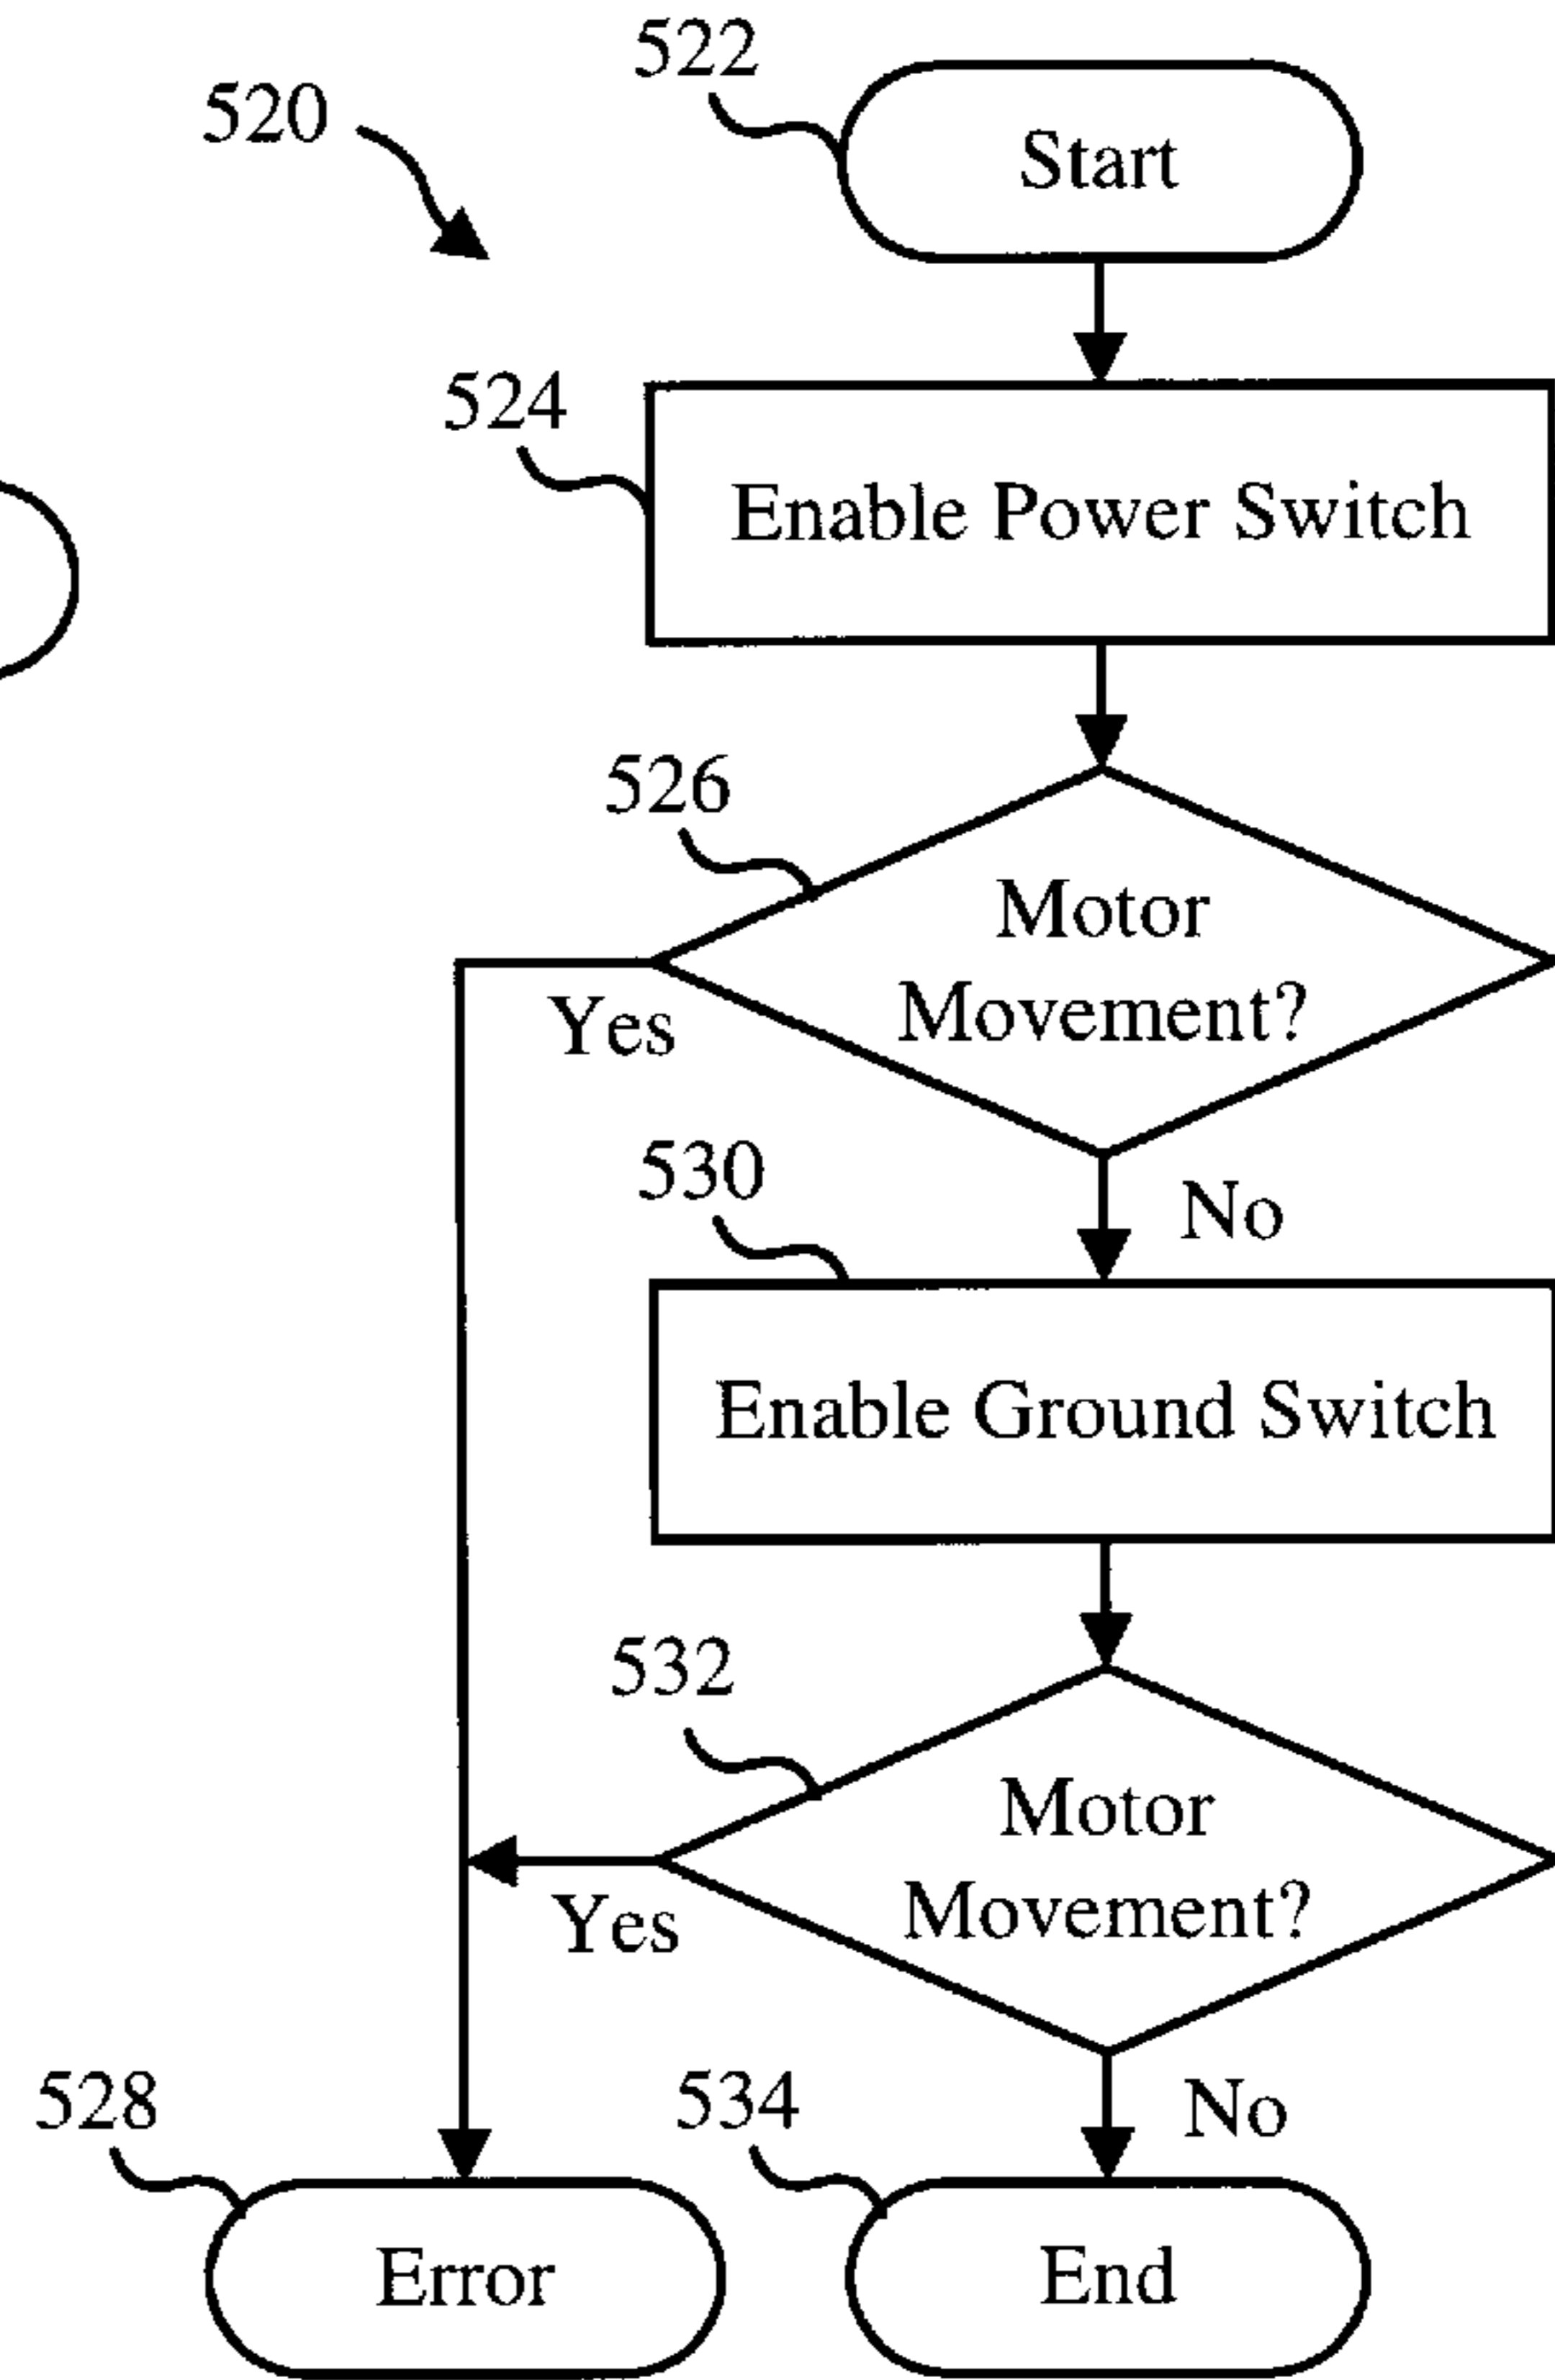 522
520
Start
524
Enable Power Switch
526
Motor
Movement?
Yes
530
No
Enable Ground Switch
532
Motor
Movement?
Yes
528
534
No
Error
End